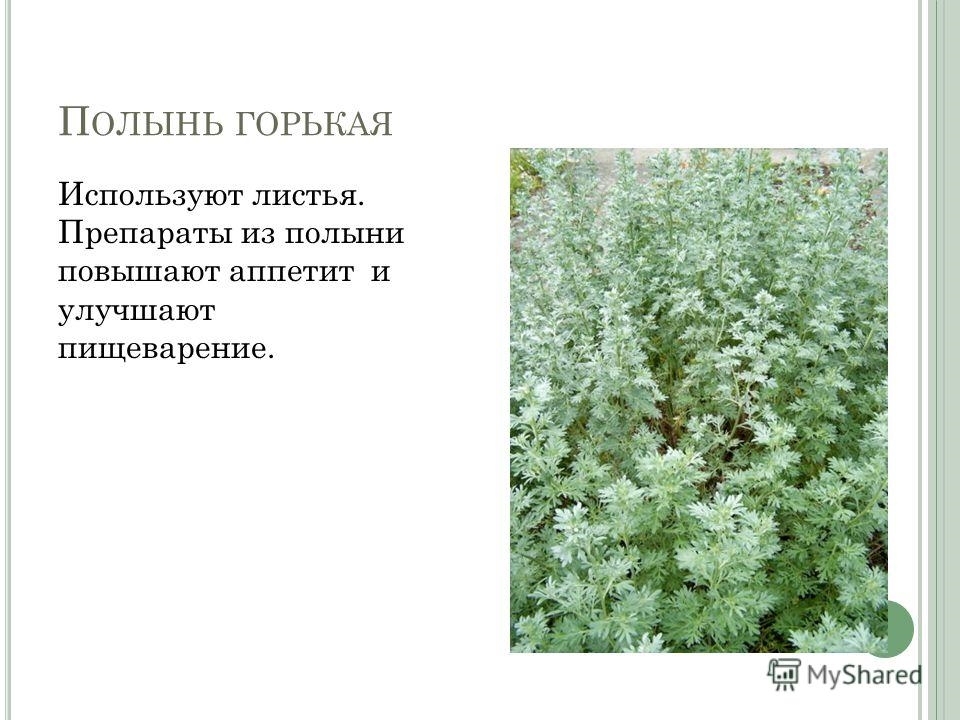 Полынь горькая
Используют листья.
Препараты из полыни
повышают аппетит и
улучшают
пищеварение.
MyShared